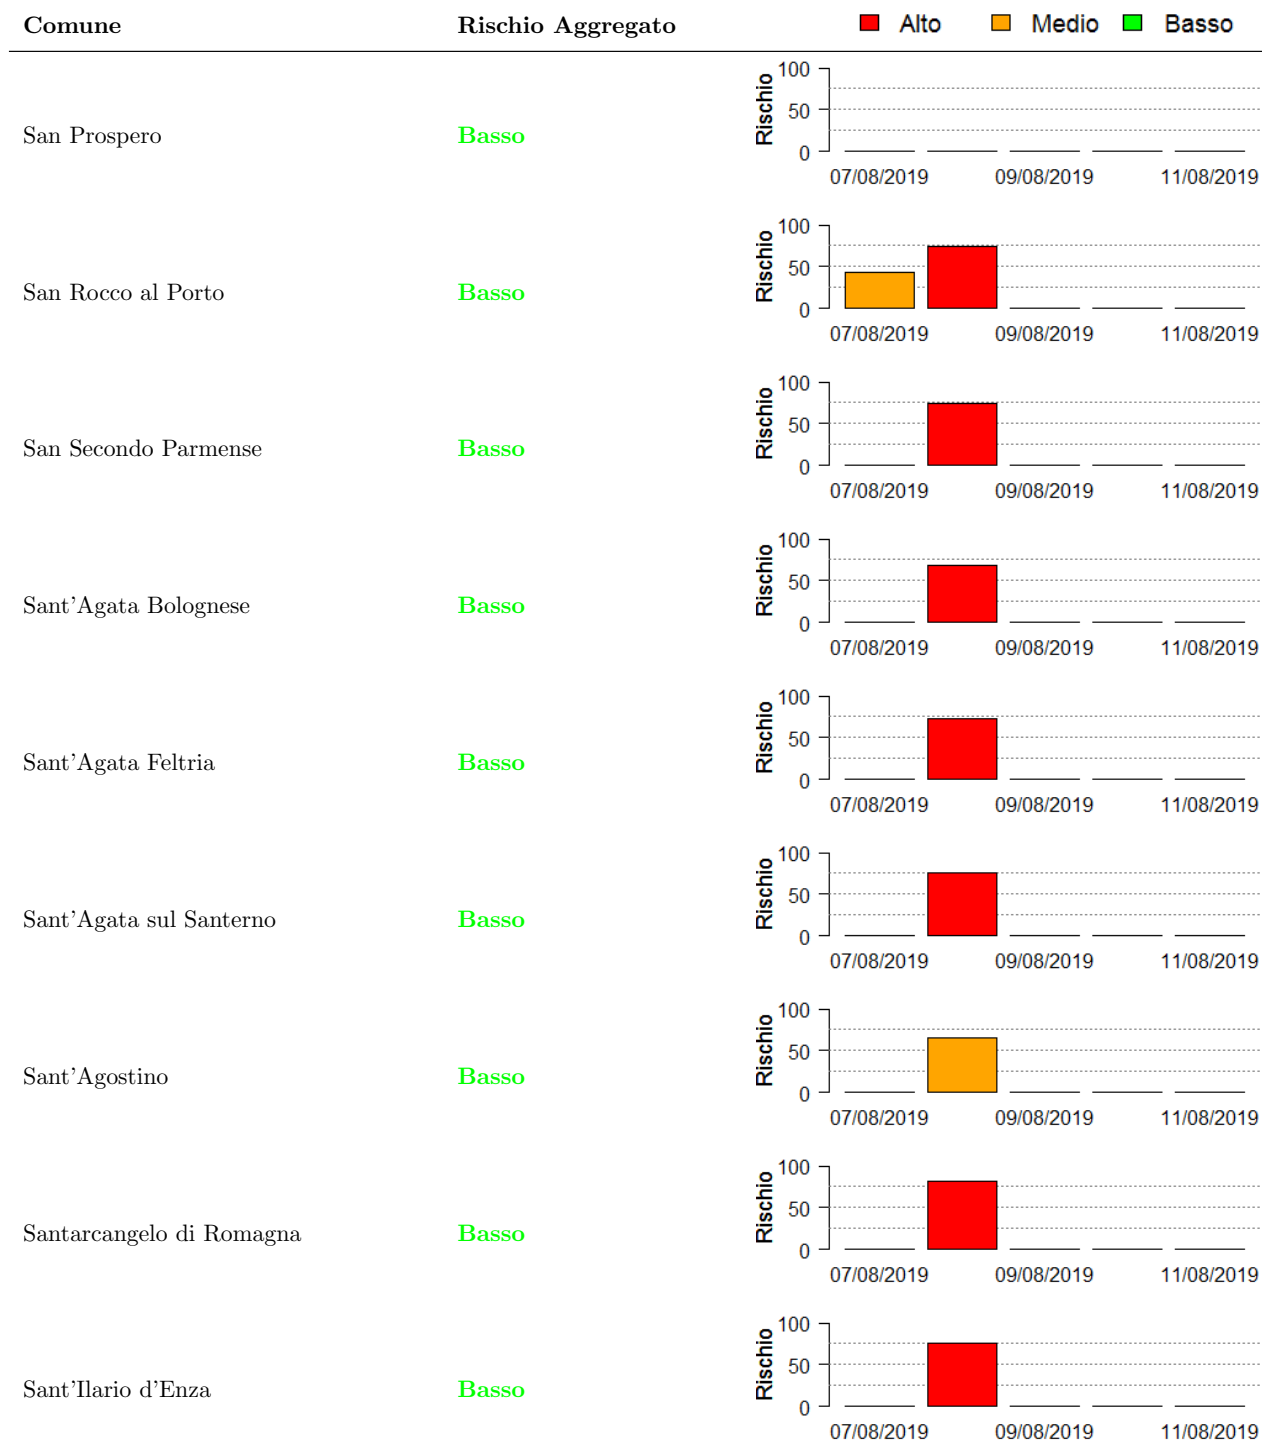 Comune Rischio Aggregato Alto Medio Basso
San Prospero Basso Rischio 100 50 0
07/08/2019 09/08/2019 11/08/2019
San Rocco al Porto Basso Rischio 100 50 0
07/08/2019 09/08/2019 11/08/2019
San Secondo Parmense Basso Rischio 100 50 0
07/08/2019 09/08/2019 11/08/2019
Sant'Agata Bolognese Basso Rischio 100 50 0
07/08/2019 09/08/2019 11/08/2019
Sant'Agata Feltria Basso Rischio 100 50 0
07/08/2019 09/08/2019 11/08/2019
Sant'Agata sul Santerno Basso Rischio 100 50 0
07/08/2019 09/08/2019 11/08/2019
Sant'Agostino Basso Rischio 100 50 0
07/08/2019 09/08/2019 11/08/2019
Santarcangelo di Romagna Basso Rischio 100 50 0
07/08/2019 09/08/2019 11/08/2019
Sant'Ilario d'Enza Basso Rischio 100 50 0
07/08/2019 09/08/2019 11/08/2019